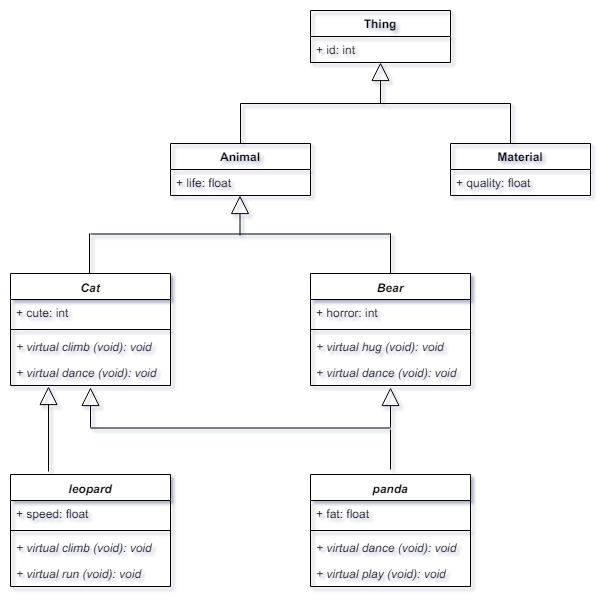 Thing
+ id: int
Animal
+ life: float
Material
+ quality: float
Cat
+ cute: int
+ virtual climb (void): void
+ virtual dance (void): void
Bear
+ horror: int
+ virtual hug (void): void
+ virtual dance (void): void
leopard
+ speed: float
+ virtual climb (void): void
+ virtual run (void): void
panda
+ fat: float
+ virtual dance (void): void
+ virtual play (void): void